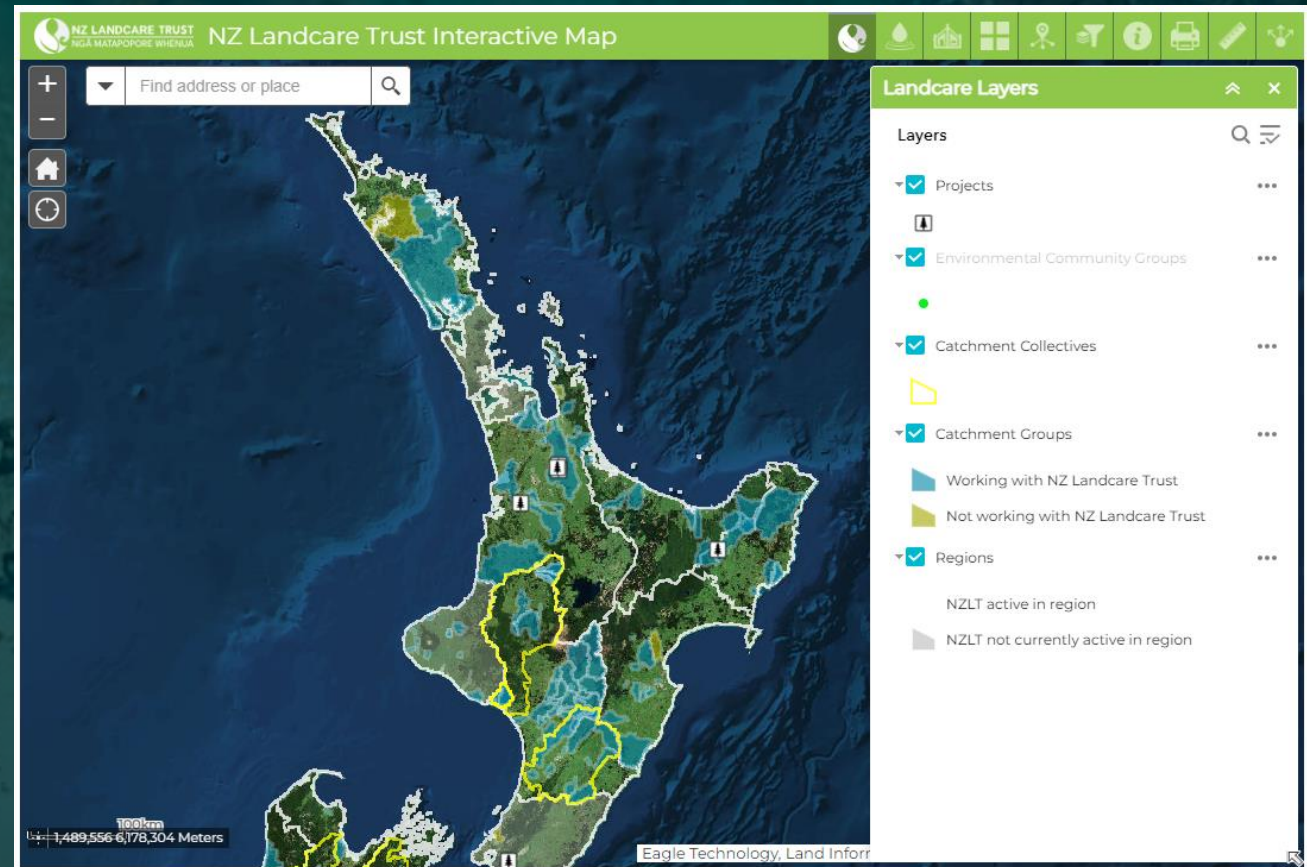 NZ LANDCARE TRUST
NGĀ MATAPOPORE WHENUA
NZ Landcare Trust Interactive Map
Find address or place
Landcare Layers
Layers
Projects
Environmental Community Groups
Catchment Collectives
Catchment Groups
Working with NZ Landcare Trust
Not working with NZ Landcare Trust
Regions
NZLT active in region
NZLT not currently active in region
100km
1,489,556 6,178,304 Meters
Eagle Technology, Land Inforr